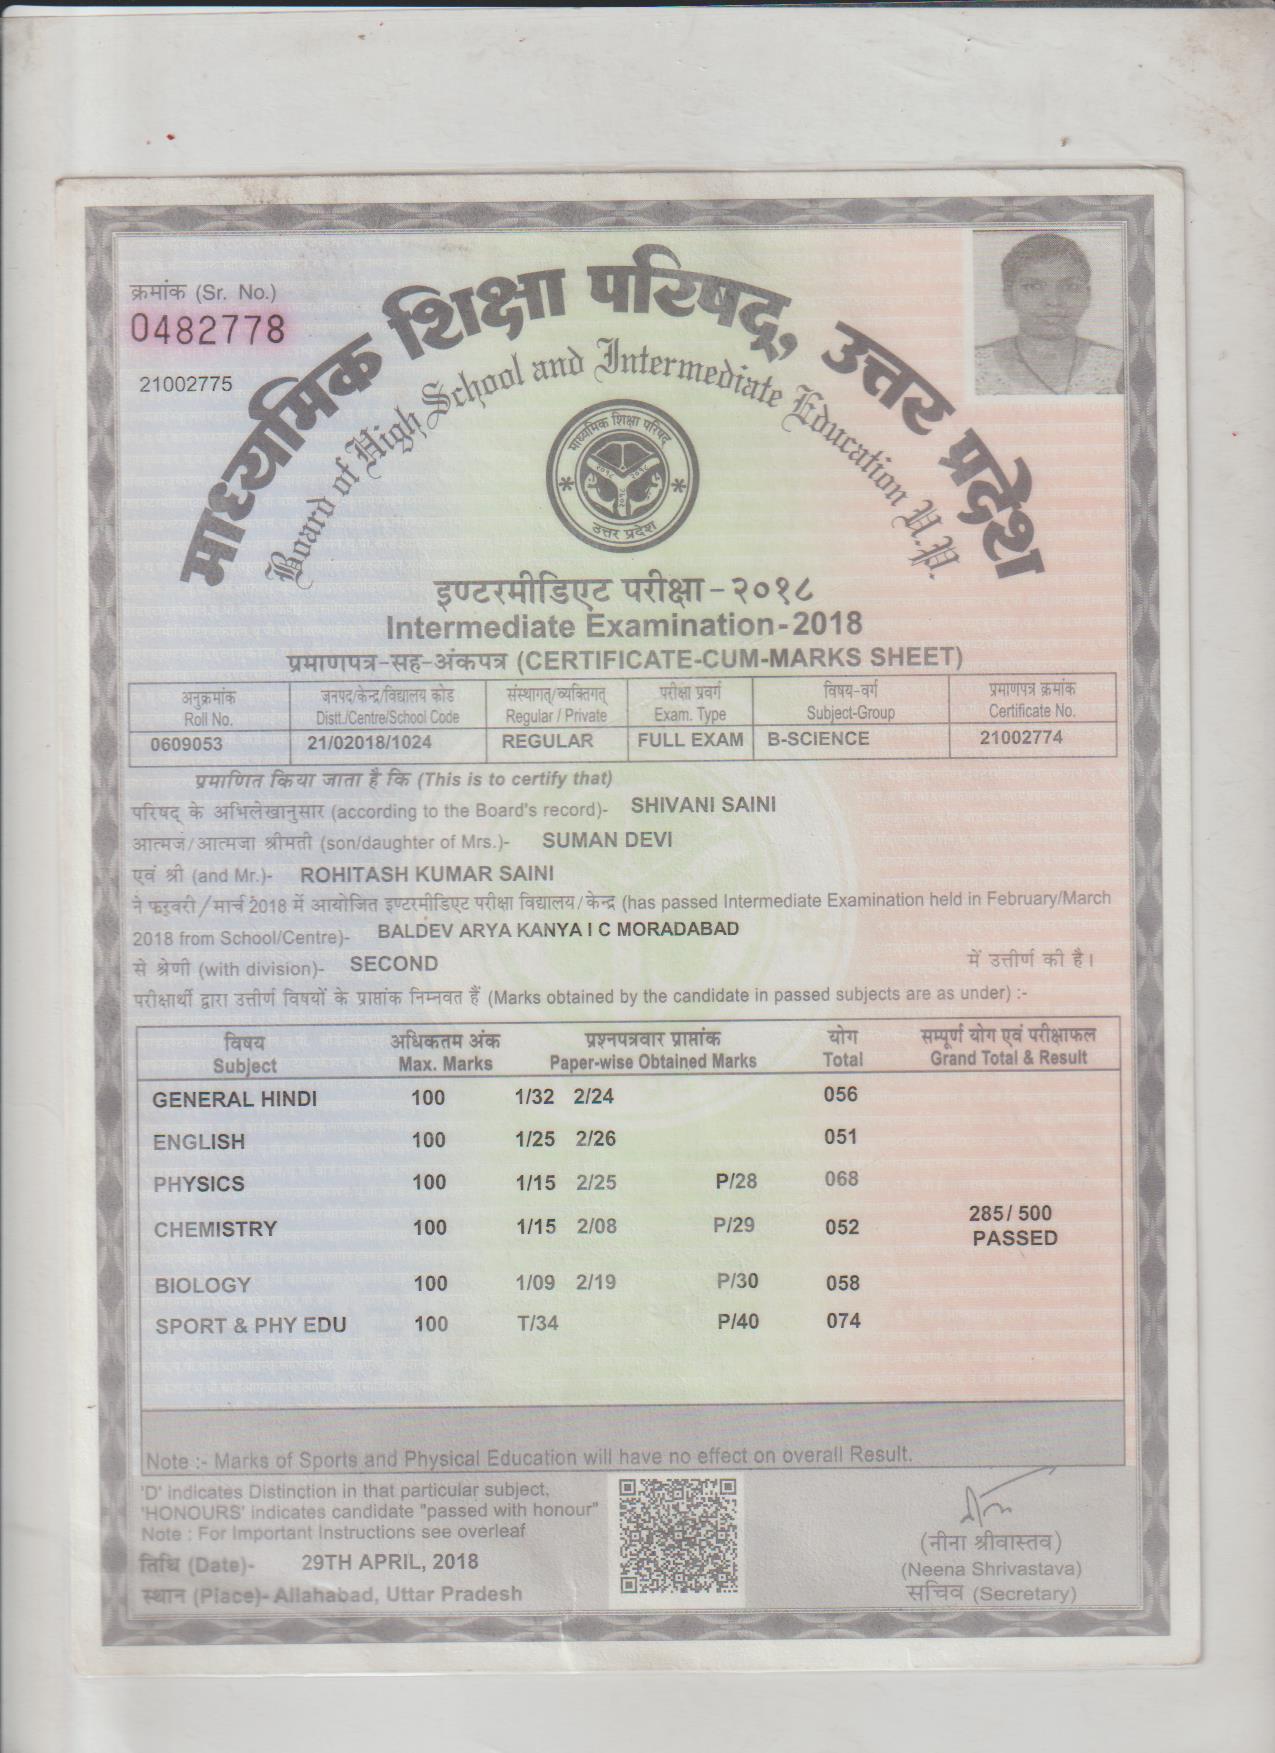 क्रमांक (Sr. No.)
0482778
21002775
माध्यमिक शिक्षा परिषद्, उत्तर प्रदेश
Board of High School and Intermediate Education U.P.
माध्यमिक शिक्षा परिषद
उत्तर प्रदेश
इण्टरमीडिएट परीक्षा-२०१८
Intermediate Examination-2018
प्रमाणपत्र-सह-अंकपत्र (CERTIFICATE-CUM-MARKS SHEET)
अनुक्रमांक जनपद/केन्द्र/विद्यालय कोड संस्थागत्/व्यक्तिगत् परीक्षा प्रवर्ग विषय-वर्ग प्रमाणपत्र क्रमांक
Roll No. Distt./Centre/School Code Regular / Private Exam. Type Subject-Group Certificate No.
0609053 21/02018/1024 REGULAR FULL EXAM B-SCIENCE 21002774
प्रमाणित किया जाता है कि (This is to certify that)
परिषद् के अभिलेखानुसार (according to the Board's record)- SHIVANI SAINI
आत्मज/आत्मजा श्रीमती (son/daughter of Mrs.)- SUMAN DEVI
एवं श्री (and Mr.)- ROHITASH KUMAR SAINI
ने फरवरी/मार्च 2018 में आयोजित इण्टरमीडिएट परीक्षा विद्यालय/केन्द्र (has passed Intermediate Examination held in February/March
2018 from School/Centre)- BALDEV ARYA KANYA I C MORADABAD
से श्रेणी (with division)- SECOND में उत्तीर्ण की है।
परीक्षार्थी द्वारा उत्तीर्ण विषयों के प्राप्तांक निम्नवत हैं (Marks obtained by the candidate in passed subjects are as under) :-
विषय अधिकतम अंक प्रश्नपत्रवार प्राप्तांक योग सम्पूर्ण योग एवं परीक्षाफल
Subject Max. Marks Paper-wise Obtained Marks Total Grand Total & Result
GENERAL HINDI 100 1/32 2/24 056
ENGLISH 100 1/25 2/26 051
PHYSICS 100 1/15 2/25 P/28 068
CHEMISTRY 100 1/15 2/08 P/29 052 285/ 500
PASSED
BIOLOGY 100 1/09 2/19 P/30 058
SPORT & PHY EDU 100 T/34 P/40 074
Note :- Marks of Sports and Physical Education will have no effect on overall Result.
'D' indicates Distinction in that particular subject,
'HONOURS' indicates candidate "passed with honour"
Note : For Important Instructions see overleaf
तिथि (Date)- 29TH APRIL, 2018
स्थान (Place)- Allahabad, Uttar Pradesh
(नीना श्रीवास्तव)
(Neena Shrivastava)
सचिव (Secretary)